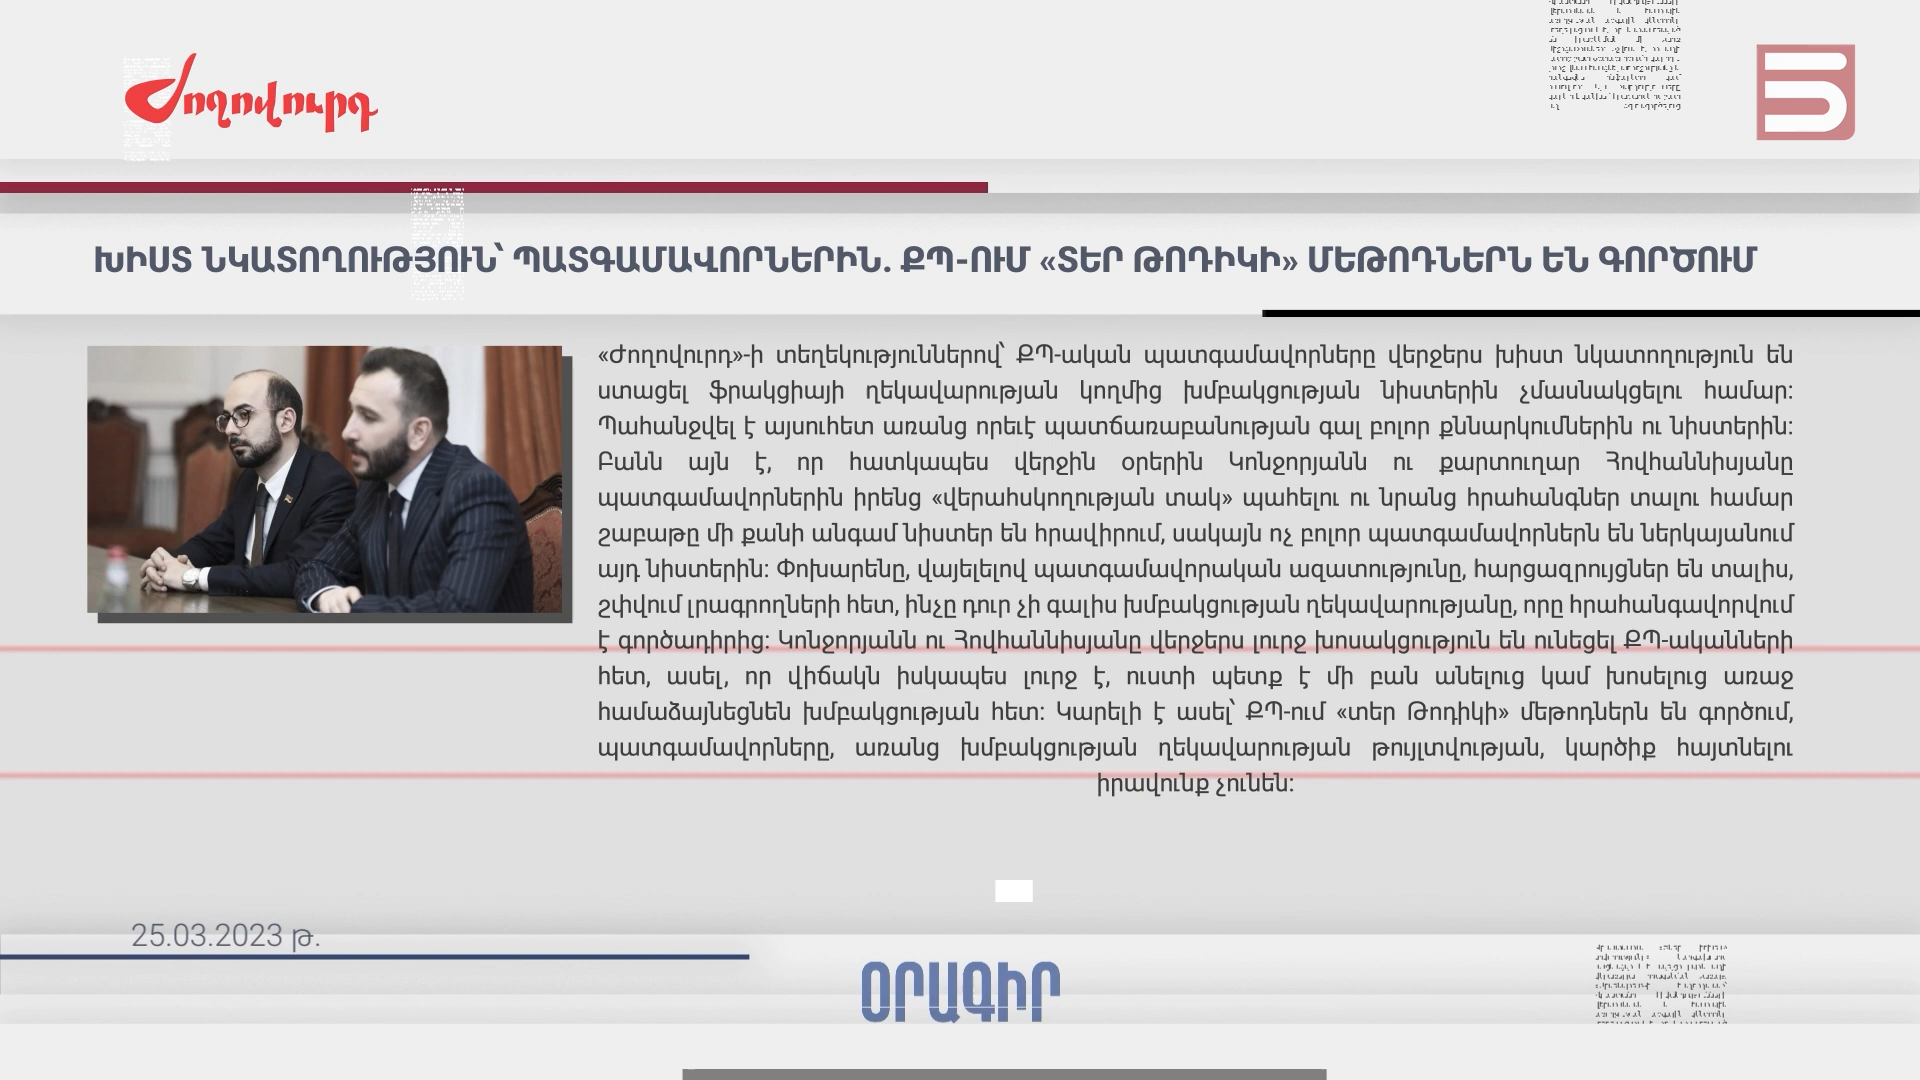 Ժողովուրդ
ԽԻՍՏ ՆԿԱՏՈՂՈՒԹՅՈՒՆ՝ ՊԱՏԳԱՄԱՎՈՐՆԵՐԻՆ. ՔՊ-ՈՒՄ «ՏԵՐ ԹՈԴԻԿԻ» ՄԵԹՈԴՆԵՐՆ ԵՆ ԳՈՐԾՈՒՄ
«Ժողովուրդ»-ի տեղեկություններով՝ ՔՊ-ական պատգամավորները վերջերս խիստ նկատողություն են
ստացել ֆրակցիայի ղեկավարության կողմից խմբակցության նիստերին չմասնակցելու համար:
Պահանջվել է այսուհետ առանց որեւէ պատճառաբանության գալ բոլոր քննարկումներին ու նիստերին:
Բանն այն է, որ հատկապես վերջին օրերին Կոնջորյանն ու քարտուղար Հովհաննիսյանը
պատգամավորներին իրենց «վերահսկողության տակ» պահելու ու նրանց հրահանգներ տալու համար
շաբաթը մի քանի անգամ նիստեր են հրավիրում, սակայն ոչ բոլոր պատգամավորներն են ներկայանում
այդ նիստերին: Փոխարենը, վայելելով պատգամավորական ազատությունը, հարցազրույցներ են տալիս,
շփվում լրագրողների հետ, ինչը դուր չի գալիս խմբակցության ղեկավարությանը, որը հրահանգավորվում
է գործադիրից: Կոնջորյանն ու Հովհաննիսյանը վերջերս լուրջ խոսակցություն են ունեցել ՔՊ-ականների
հետ, ասել, որ վիճակն իսկապես լուրջ է, ուստի պետք է մի բան անելուց կամ խոսելուց առաջ
համաձայնեցնեն խմբակցության հետ: Կարելի է ասել՝ ՔՊ-ում «տեր Թոդիկի» մեթոդներն են գործում,
պատգամավորները, առանց խմբակցության ղեկավարության թույլտվության, կարծիք հայտնելու
իրավունք չունեն:
25.03.2023 թ.
ՕՐԱԳԻՐ